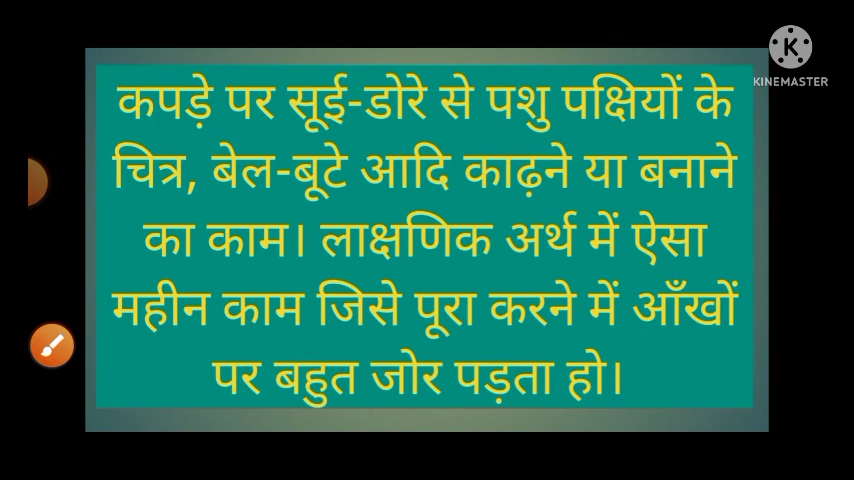 KINEMASTER
कपड़े पर सूई-डोरे से पशु पक्षियों के
चित्र, बेल-बूटे आदि काढ़ने या बनाने
का काम। लाक्षणिक अर्थ में ऐसा
महीन काम जिसे पूरा करने में आँखों
पर बहुत जोर पड़ता हो।